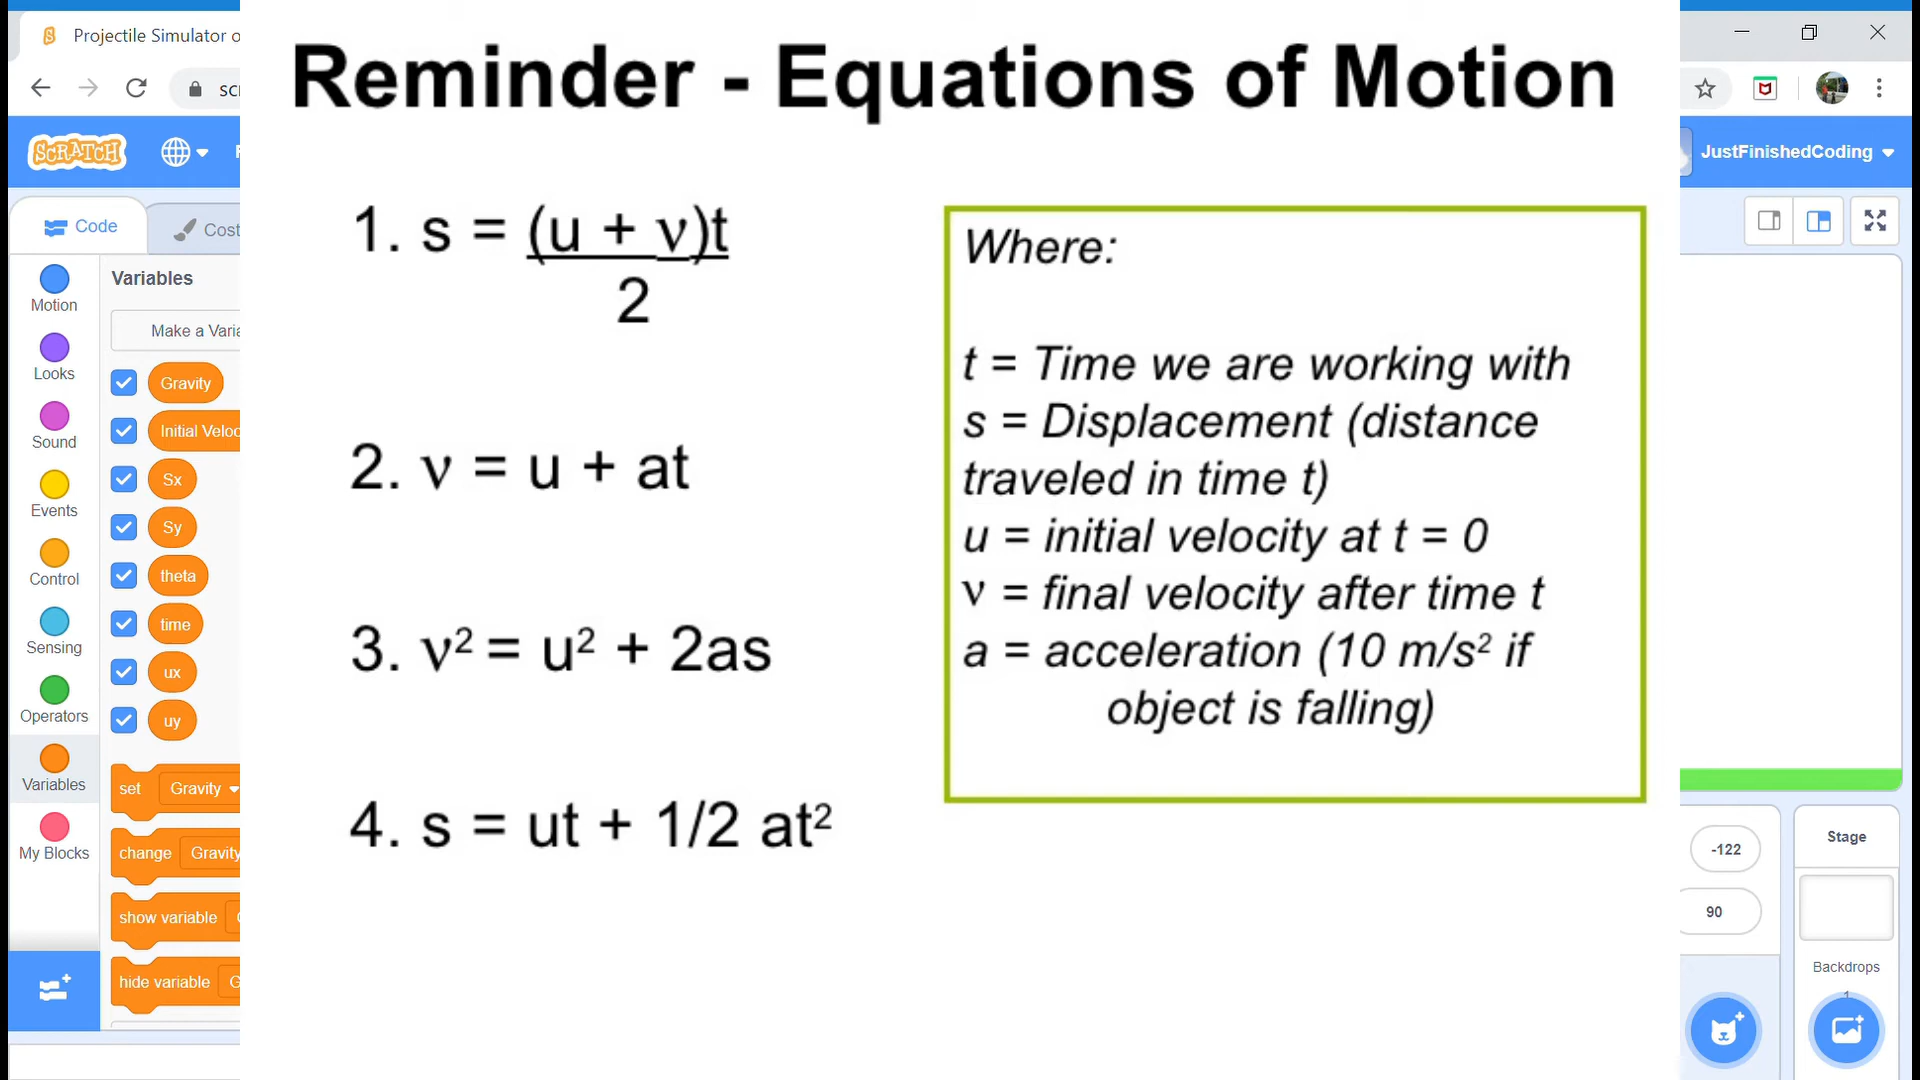 Projectile Simulator o
SCRATCH
JustFinishedCoding
Code
Cost
Motion
Looks
Sound
Events
Control
Sensing
Operators
Variables
My Blocks
Variables
Make a Varia
Gravity
Initial Veloc
Sx
Sy
theta
time
ux
uy
set Gravity
change Gravity
show variable
hide variable G
Reminder - Equations of Motion
1. s = (u + v)t
2
2. v = u + at
3. v² = u² + 2as
4. s = ut + 1/2 at²
Where:
t = Time we are working with
s = Displacement (distance
traveled in time t)
u = initial velocity at t = 0
v = final velocity after time t
a = acceleration (10 m/s² if
object is falling)
-122
90
Stage
Backdrops
1